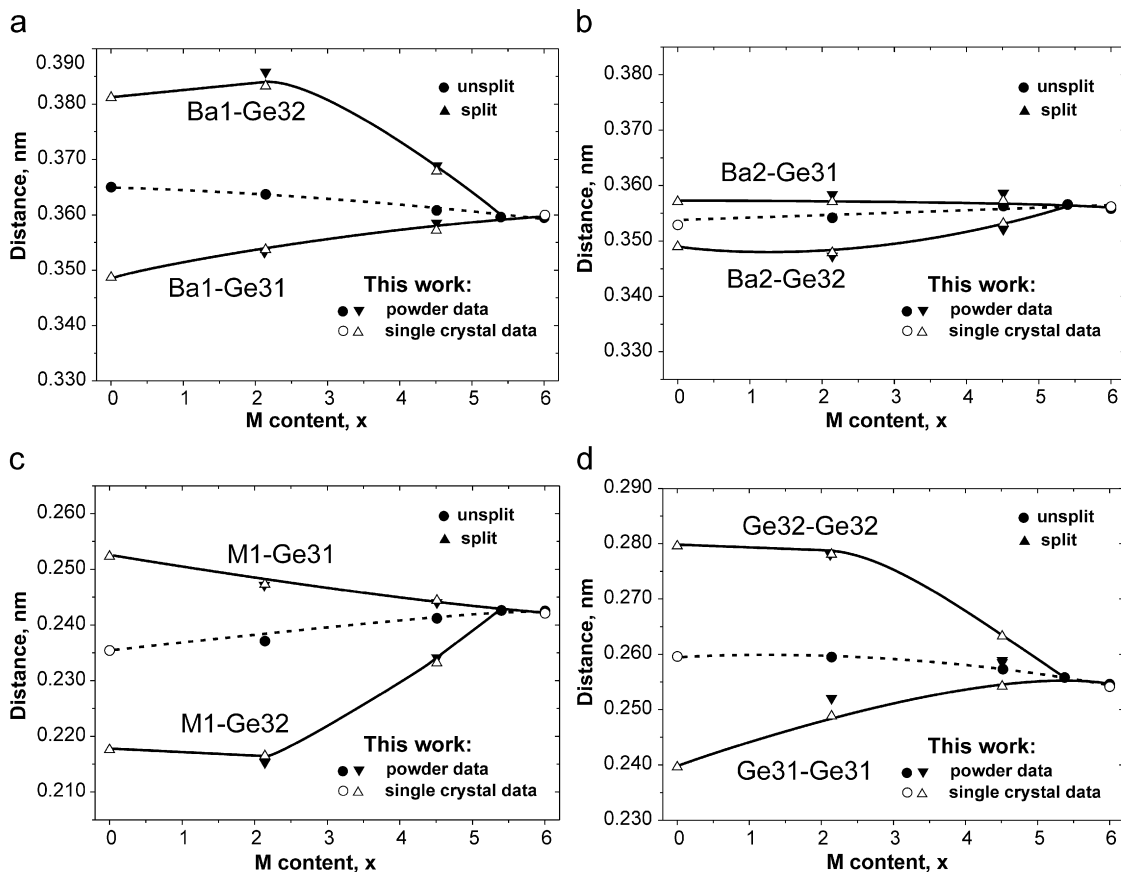 a
0.390
0.380
0.370
0.360
0.350
0.340
0.330
Distance, nm
unsplit
split
Ba1-Ge32
Ba1-Ge31
This work:
powder data
single crystal data
0 1 2 3 4 5 6
M content, x
b
0.380
0.370
0.360
0.350
0.340
0.330
Distance, nm
unsplit
split
Ba2-Ge31
Ba2-Ge32
This work:
powder data
single crystal data
0 1 2 3 4 5 6
M content, x
c
0.260
0.250
0.240
0.230
0.220
0.210
Distance, nm
unsplit
split
M1-Ge31
M1-Ge32
This work:
powder data
single crystal data
0 1 2 3 4 5 6
M content, x
d
0.290
0.280
0.270
0.260
0.250
0.240
0.230
Distance, nm
unsplit
split
Ge32-Ge32
Ge31-Ge31
This work:
powder data
single crystal data
0 1 2 3 4 5 6
M content, x